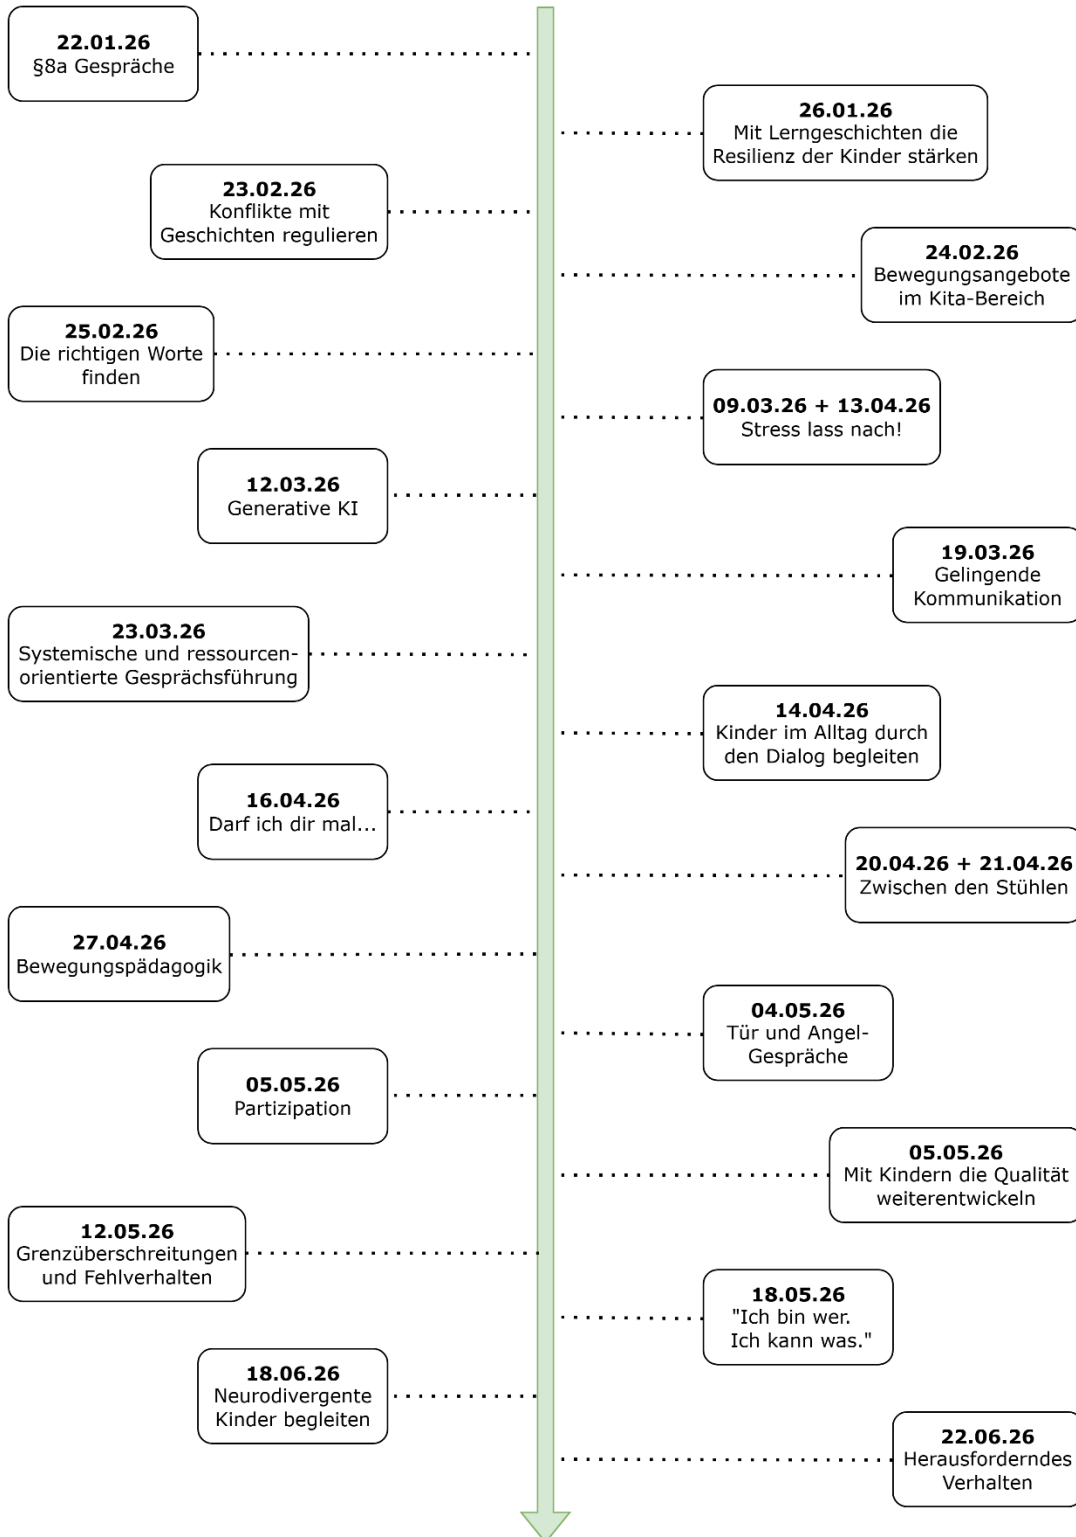 22.01.26
§8a Gespräche
26.01.26
Mit Lerngeschichten die
Resilienz der Kinder stärken
23.02.26
Konflikte mit
Geschichten regulieren
24.02.26
Bewegungsangebote
im Kita-Bereich
25.02.26
Die richtigen Worte
finden
09.03.26 + 13.04.26
Stress lass nach!
12.03.26
Generative KI
19.03.26
Gelingende
Kommunikation
23.03.26
Systemische und ressourcen-
orientierte Gesprächsführung
14.04.26
Kinder im Alltag durch
den Dialog begleiten
16.04.26
Darf ich dir mal...
20.04.26 + 21.04.26
Zwischen den Stühlen
27.04.26
Bewegungspädagogik
04.05.26
Tür und Angel-
Gespräche
05.05.26
Partizipation
05.05.26
Mit Kindern die Qualität
weiterentwickeln
12.05.26
Grenzüberschreitungen
und Fehlverhalten
18.05.26
"Ich bin wer.
Ich kann was."
18.06.26
Neurodivergente
Kinder begleiten
22.06.26
Herausforderndes
Verhalten